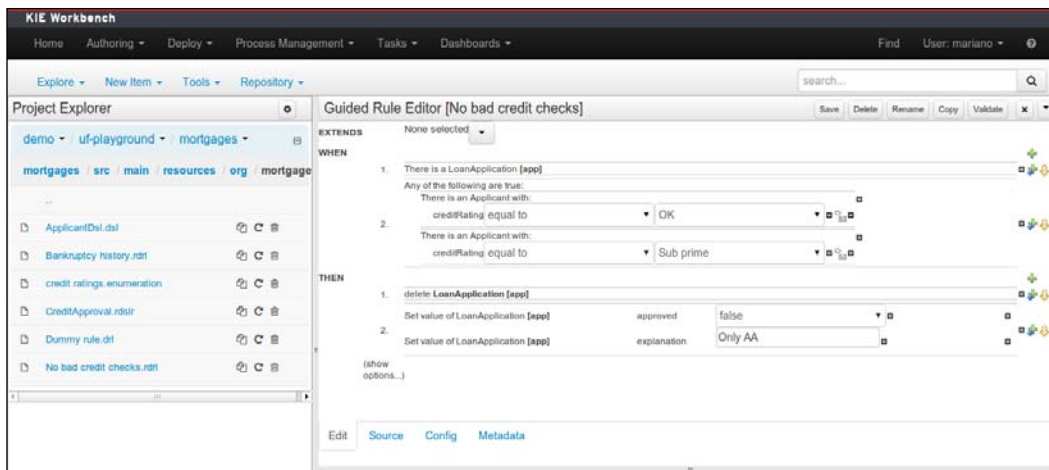 KIE Workbench
Home Authoring Deploy Process Management Tasks Dashboards Find User: mariano
Explore New Item Tools Repository search...
Project Explorer
demo / uf-playground / mortgages
mortgages / src / main / resources / org / mortgage
..
ApplicantDsl.dsl
Bankruptcy history.rdrl
credit ratings.enumeration
CreditApproval.rdslr
Dummy rule.drl
No bad credit checks.rdrl
Guided Rule Editor [No bad credit checks] Save Delete Rename Copy Validate
EXTENDS None selected
WHEN
1. There is a LoanApplication [app]
Any of the following are true:
There is an Applicant with:
creditRating equal to OK
2.
There is an Applicant with:
creditRating equal to Sub prime
THEN
1. delete LoanApplication [app]
Set value of LoanApplication [app] approved false
2.
Set value of LoanApplication [app] explanation Only AA
(show
options...)
Edit Source Config Metadata